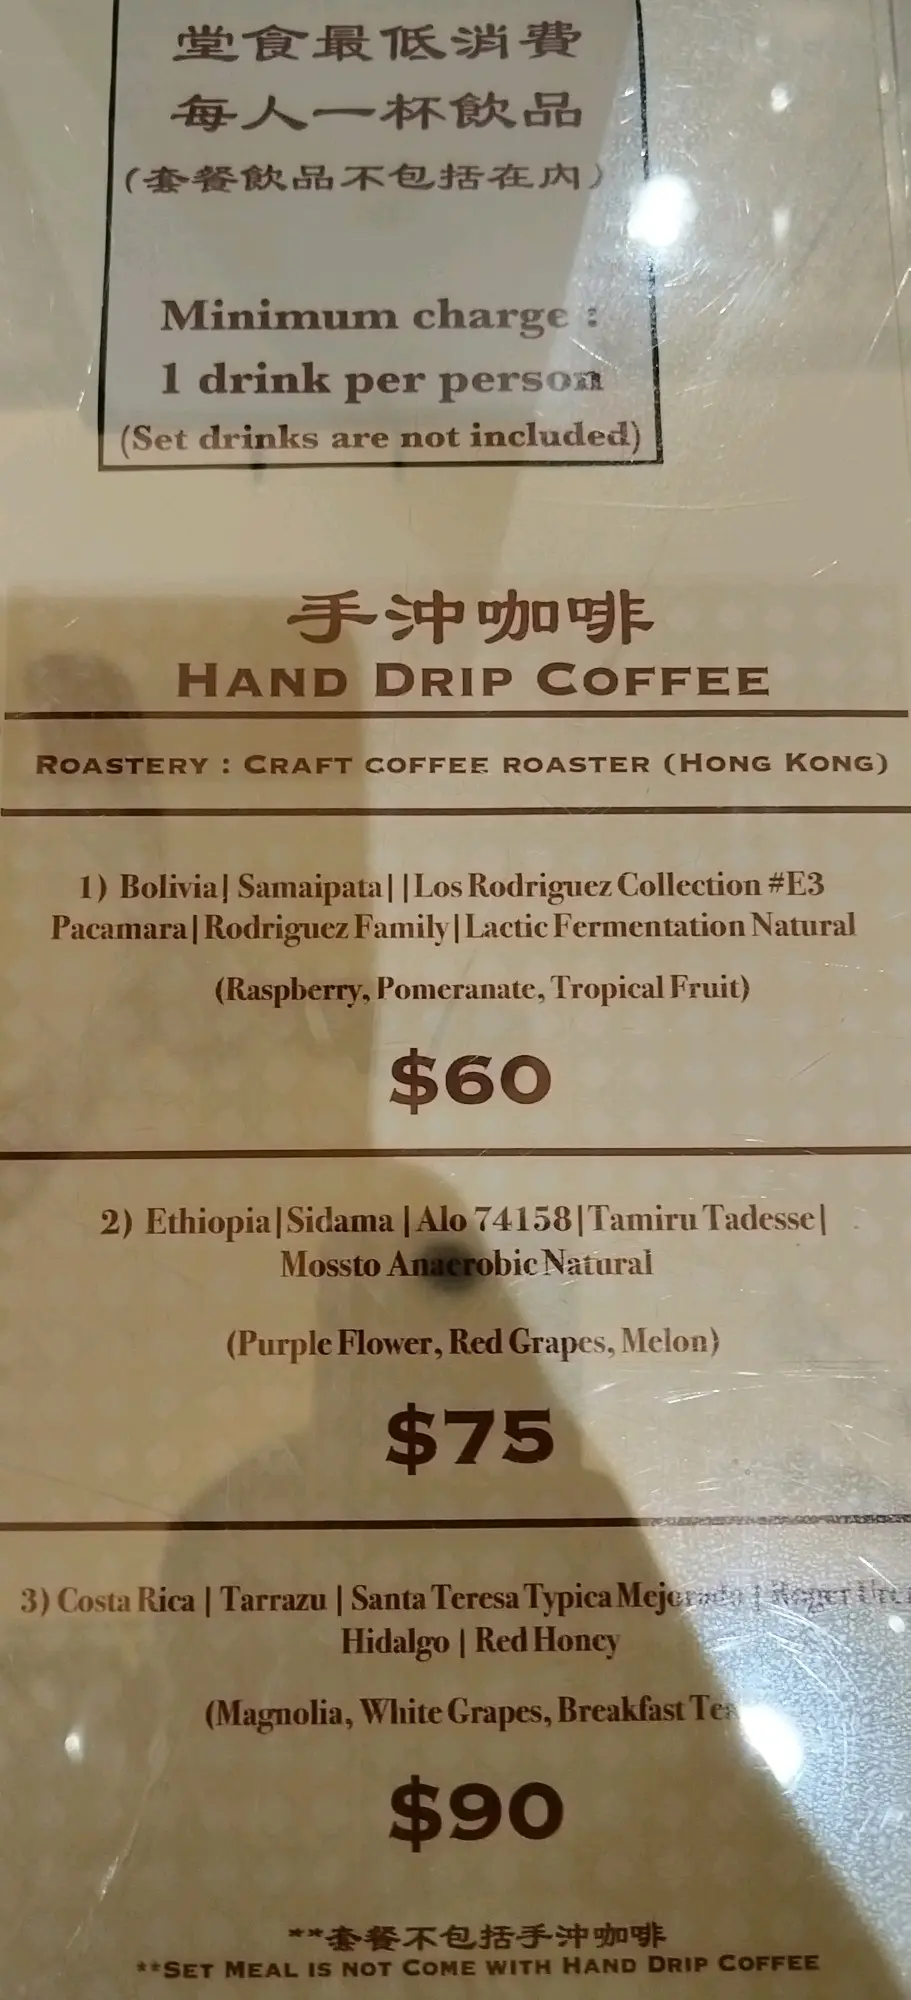 堂食最低消費
每人一杯飲品
(套餐飲品不包括在內)
Minimum charge :
1 drink per person
(Set drinks are not included)
手沖咖啡
HAND DRIP COFFEE
ROASTERY : CRAFT COFFEE ROASTER (HONG KONG)
1) Bolivia| Samaipata| |Los Rodriguez Collection #E3
Pacamara|Rodriguez Family|Lactic Fermentation Natural
(Raspberry, Pomeranate, Tropical Fruit)
$60
2) Ethiopia|Sidama |Alo 74158|Tamiru Tadesse|
Mossto Anaerobic Natural
(Purple Flower, Red Grapes, Melon)
$75
3) Costa Rica | Tarrazu | Santa Teresa Typica Mejorado | Roger
Hidalgo | Red Honey
(Magnolia, White Grapes, Breakfast Tea
$90
**套餐不包括手沖咖啡
**SET MEAL IS NOT COME WITH HAND DRIP COFFEE